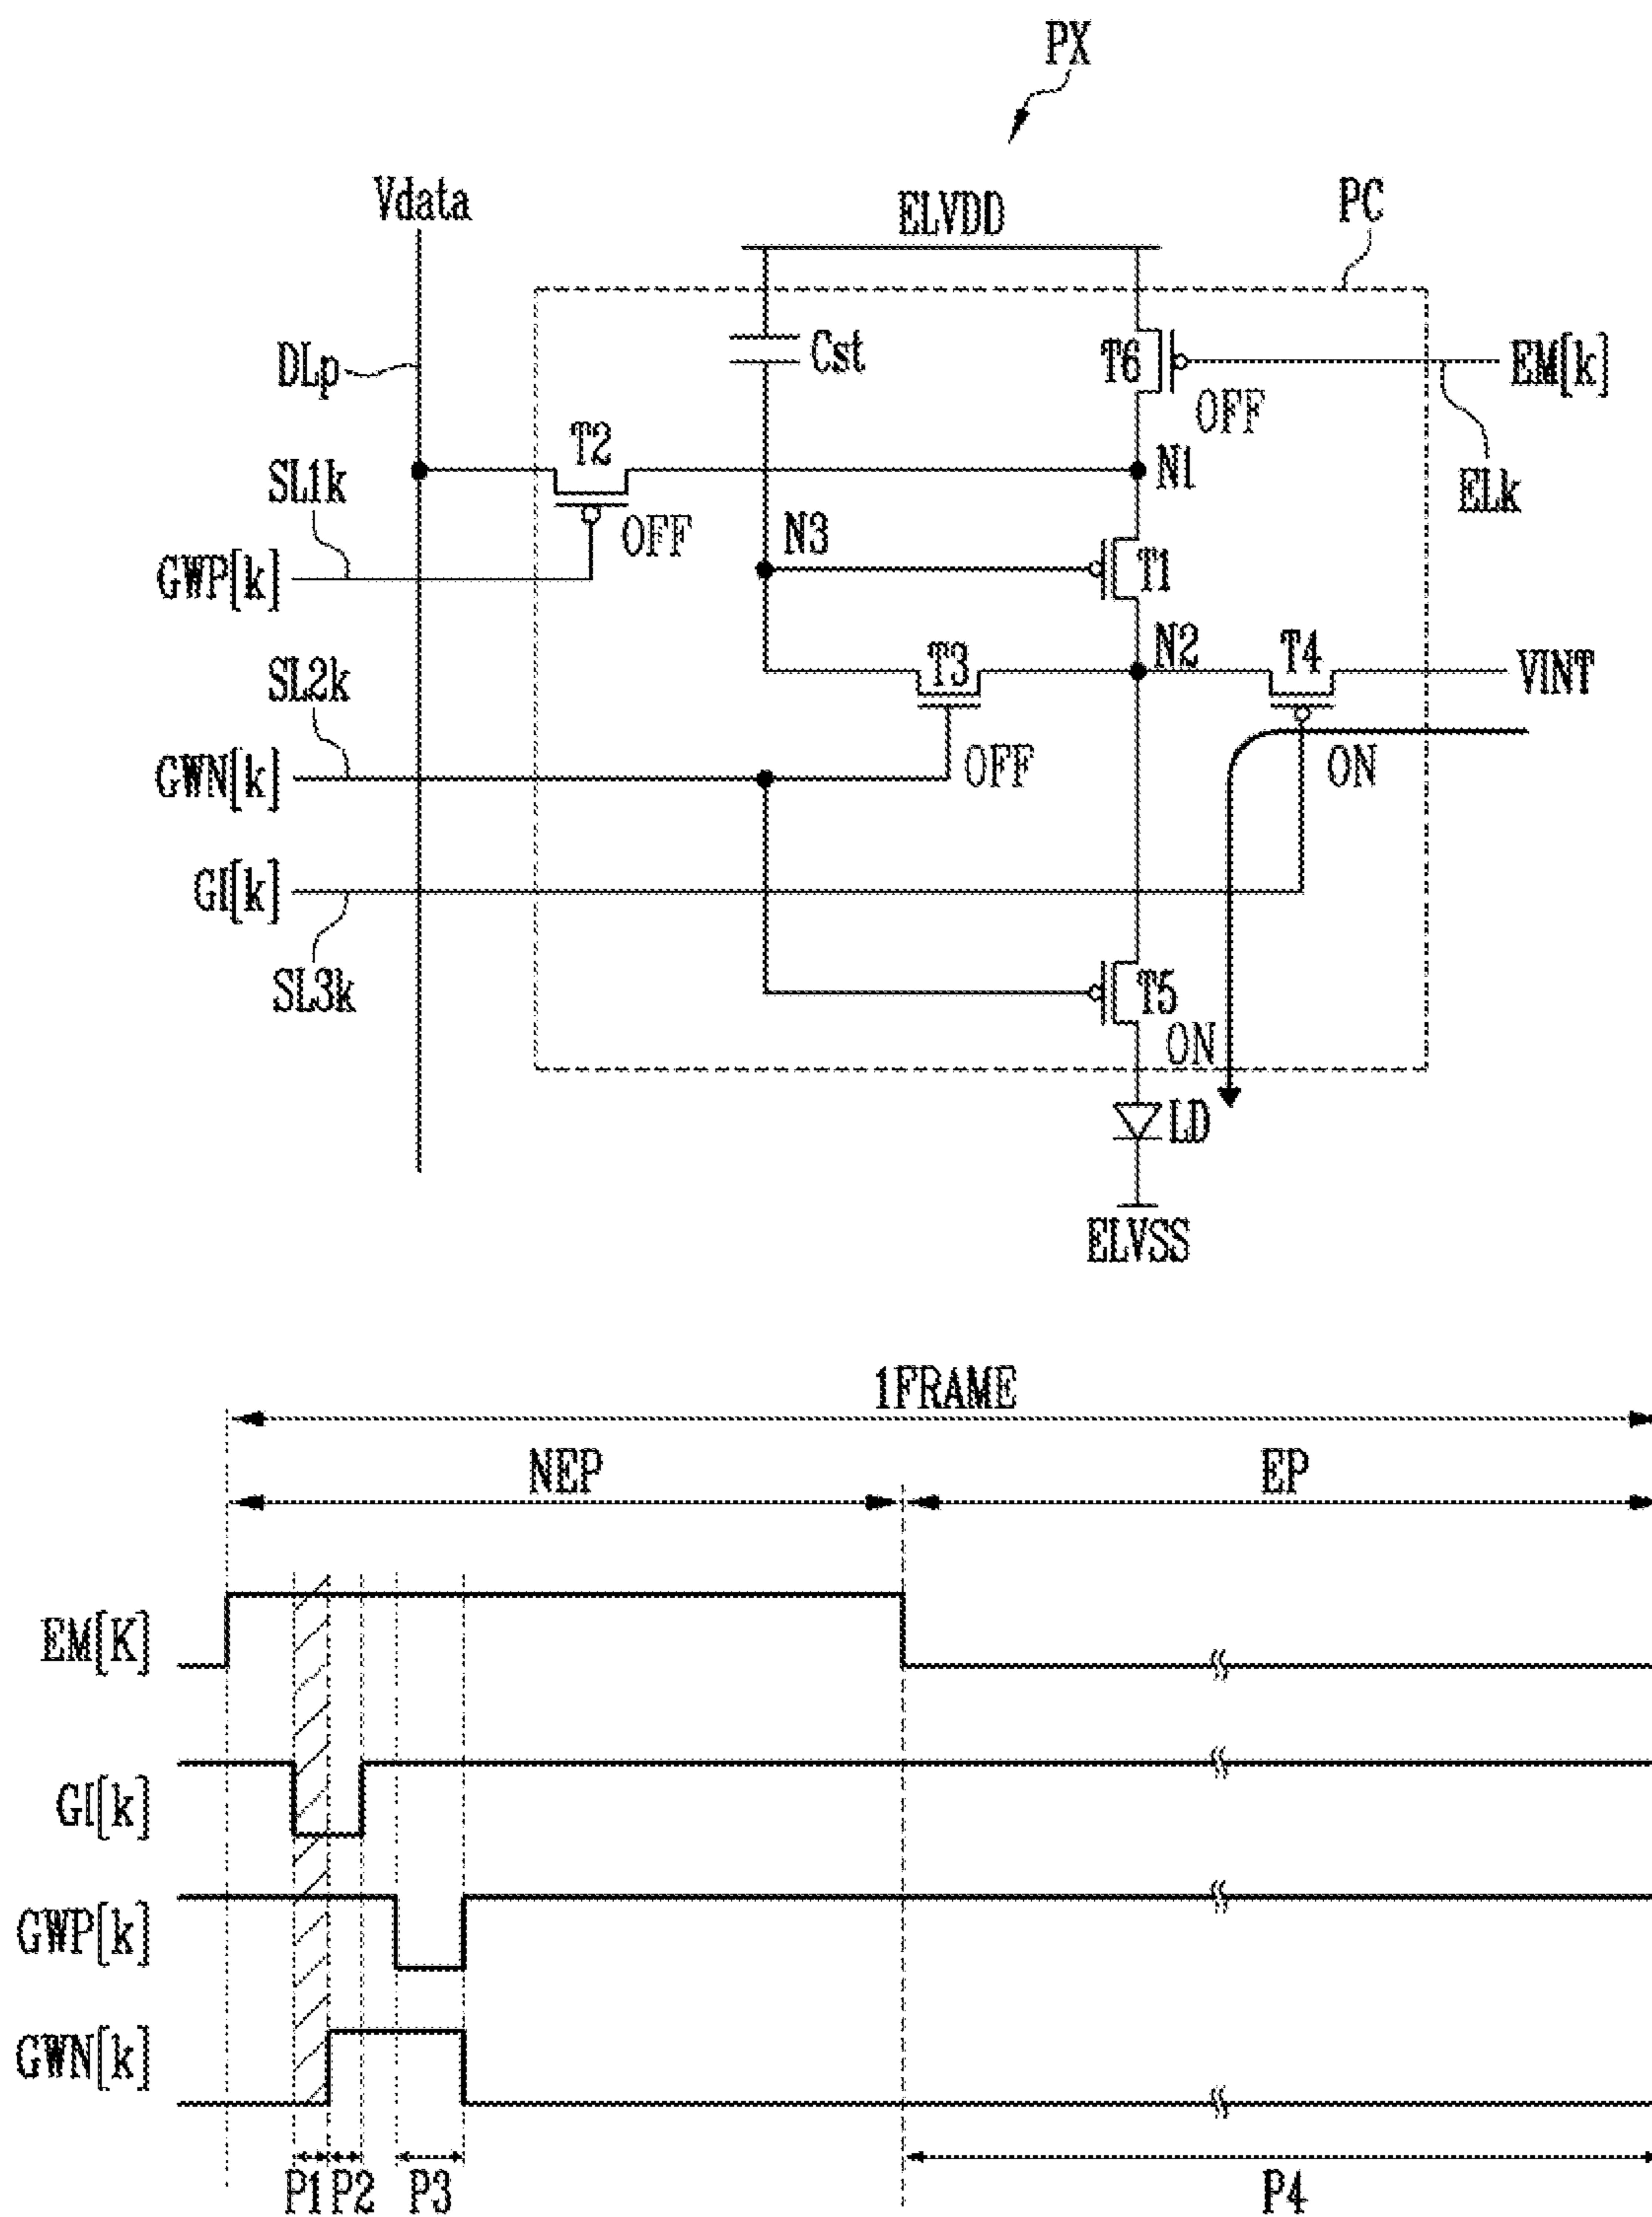 PX
Vdata
ELVDD
PC
DLp
Cst
T6
EM[k]
OFF
T2
SL1k
N1
ELk
OFF
N3
GWP[k]
T1
N2
T3
T4
SL2k
VINT
GWN[k]
OFF
ON
GI[k]
SL3k
T5
ON
LD
ELVSS
1FRAME
NEP
EP
EM[K]
GI[k]
GWP[k]
GWN[k]
P1
P2
P3
P4